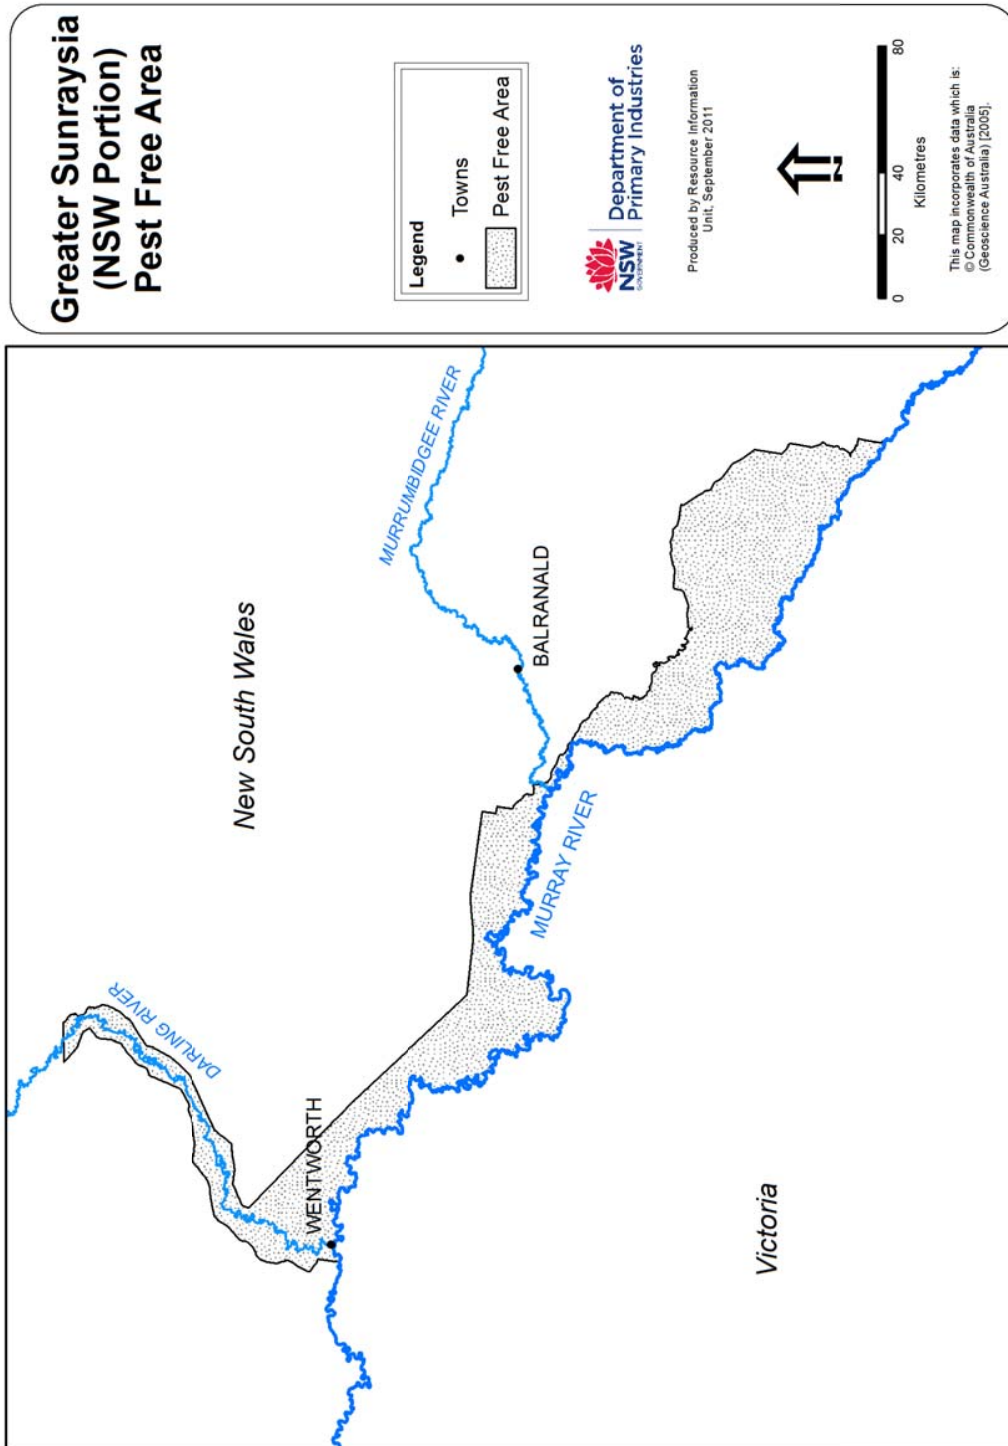 Greater Sunraysia
(NSW Portion)
Pest Free Area
Legend
Towns
Pest Free Area
NSW
GOVERNMENT
Department of
Primary Industries
Produced by Resource Information
Unit, September 2011
N
0 20 40 80
Kilometres
This map incorporates data which is:
© Commonwealth of Australia
(Geoscience Australia) [2005].
New South Wales
DARLING RIVER
MURRUMBIDGEE RIVER
WENTWORTH
BALRANALD
MURRAY RIVER
Victoria